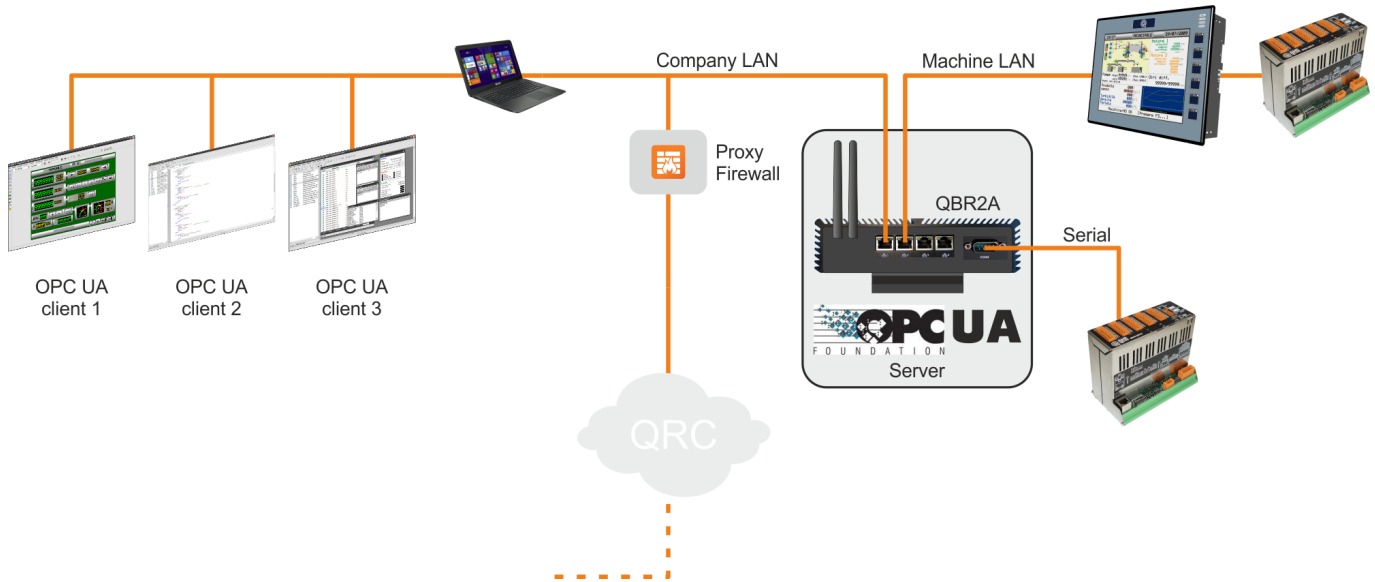 Company LAN
Machine LAN
Proxy
Firewall
QBR2A
Serial
OPC UA
client 1
OPC UA
client 2
OPC UA
client 3
OPC UA
FOUNDATION
Server
QRC